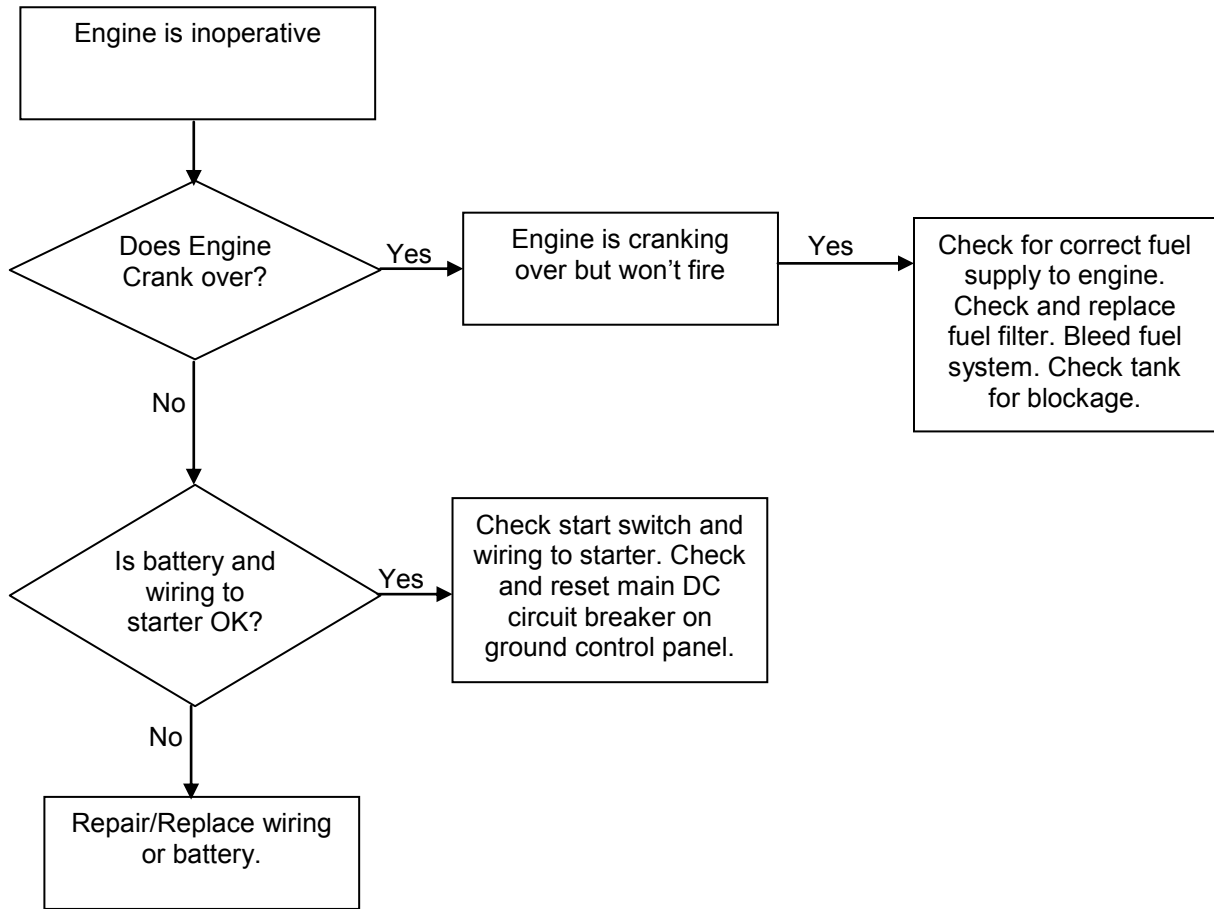 Engine is inoperative
Does Engine
Crank over?
Yes
Engine is cranking
over but won’t fire
Yes
Check for correct fuel
supply to engine.
Check and replace
fuel filter. Bleed fuel
system. Check tank
for blockage.
No
Is battery and
wiring to
starter OK?
Yes
Check start switch and
wiring to starter. Check
and reset main DC
circuit breaker on
ground control panel.
No
Repair/Replace wiring
or battery.